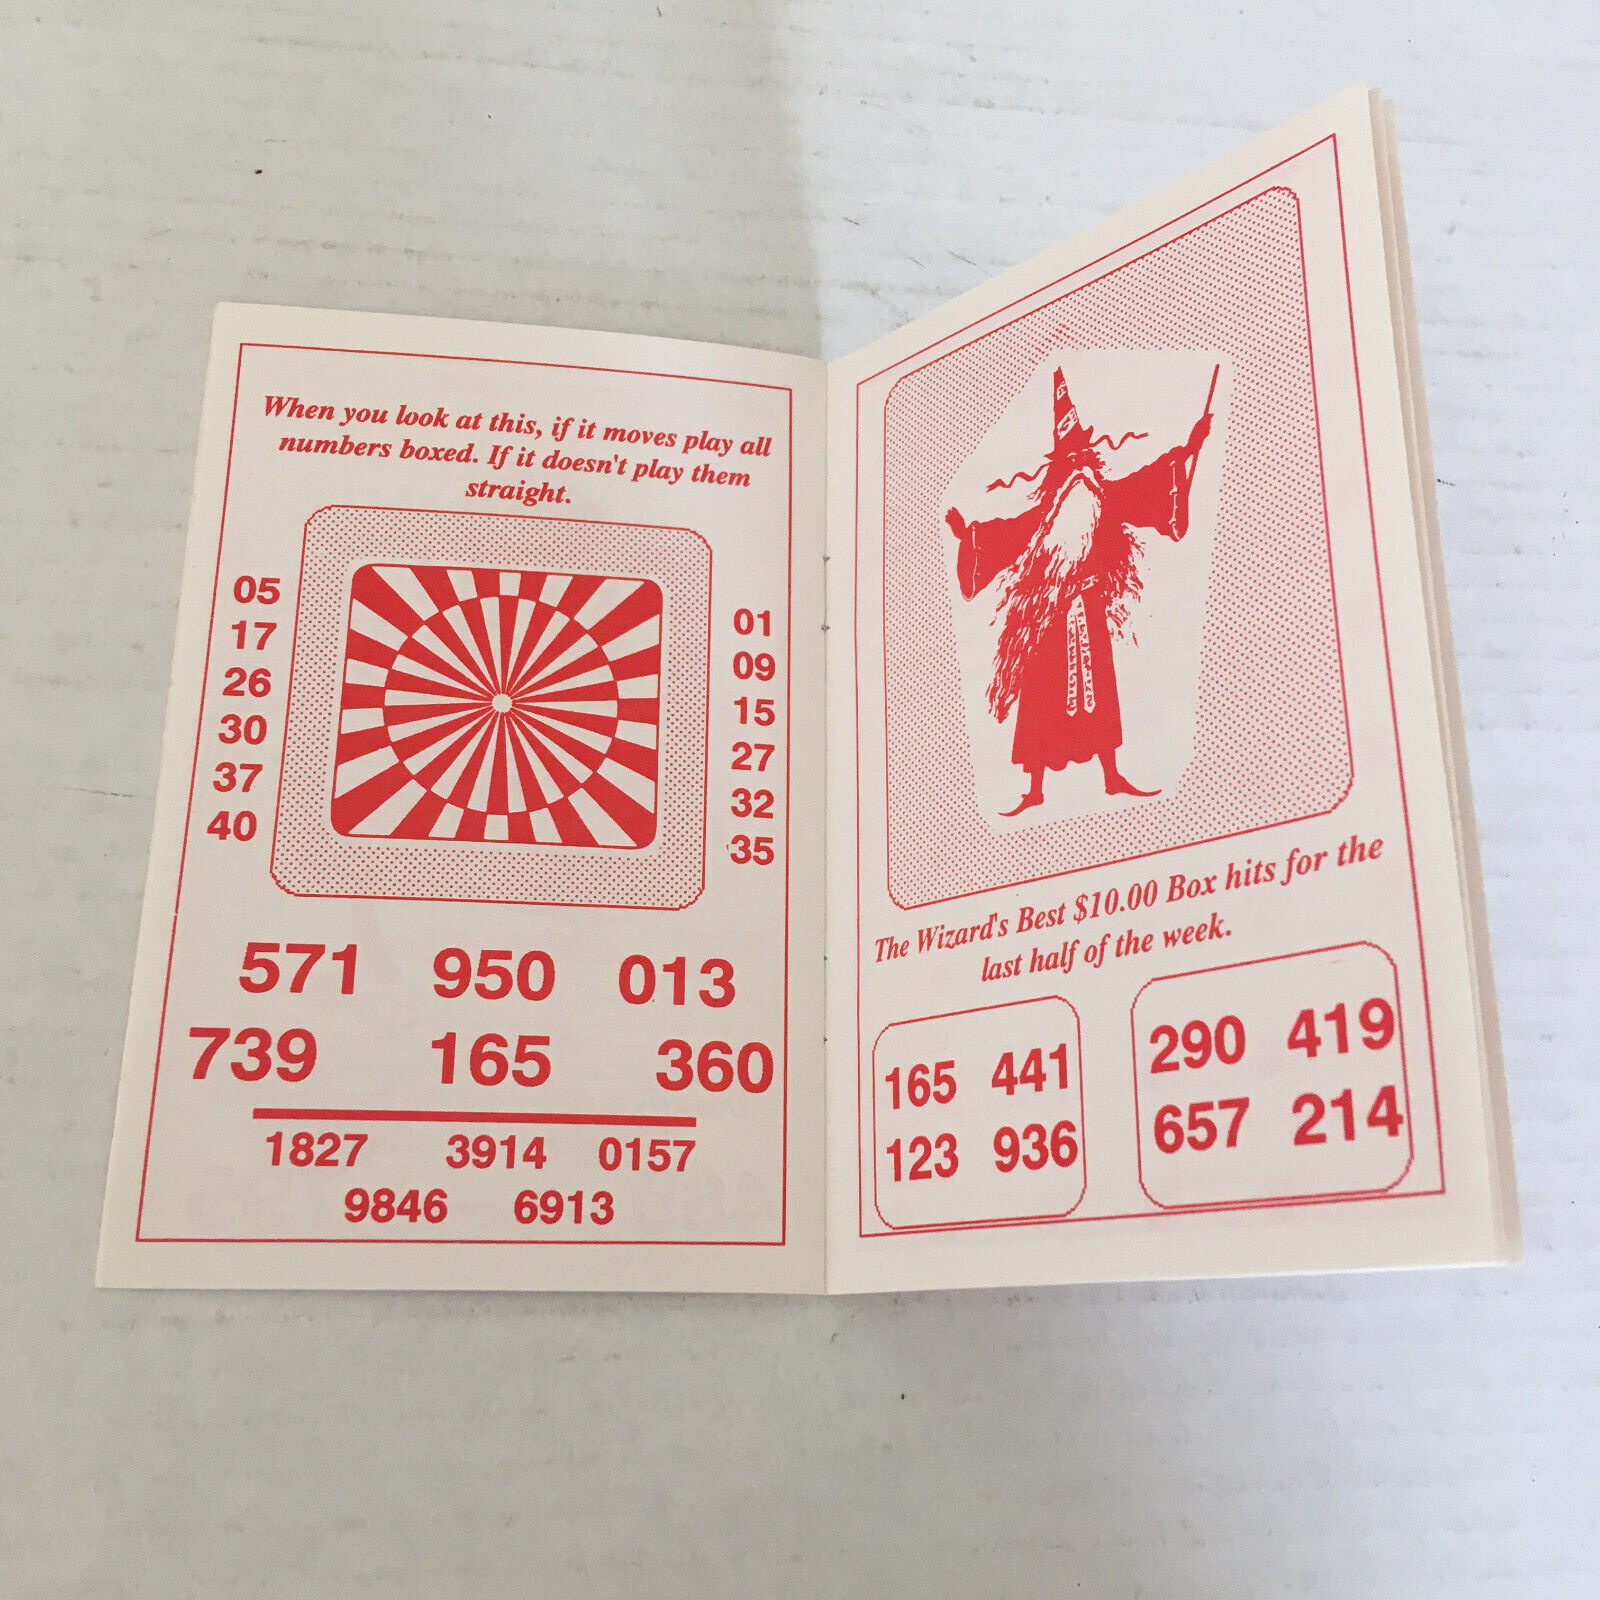 When you look at this, if it moves play all
numbers boxed. If it doesn't play them
straight.
05
17
26
30
37
40
01
09
15
27
32
35
571 950 013
739 165 360
1827 3914 0157
9846 6913
The Wizard's Best $10.00 Box hits for the
last half of the week.
165 441
123 936
290 419
657 214